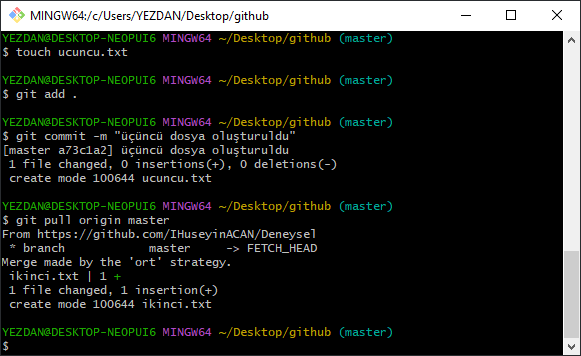 MINGW64:/c/Users/YEZDAN/Desktop/github
YEZDAN@DESKTOP-NEOPUI6 MINGW64 ~/Desktop/github (master)
$ touch ucuncu.txt
YEZDAN@DESKTOP-NEOPUI6 MINGW64 ~/Desktop/github (master)
$ git add .
YEZDAN@DESKTOP-NEOPUI6 MINGW64 ~/Desktop/github (master)
$ git commit -m "üçüncü dosya oluşturuldu"
[master a73c1a2] üçüncü dosya oluşturuldu
 1 file changed, 0 insertions(+), 0 deletions(-)
 create mode 100644 ucuncu.txt
YEZDAN@DESKTOP-NEOPUI6 MINGW64 ~/Desktop/github (master)
$ git pull origin master
From https://github.com/IHuseyinACAN/Deneysel
 * branch            master     -> FETCH_HEAD
Merge made by the 'ort' strategy.
 ikinci.txt | 1 +
 1 file changed, 1 insertion(+)
 create mode 100644 ikinci.txt
YEZDAN@DESKTOP-NEOPUI6 MINGW64 ~/Desktop/github (master)
$